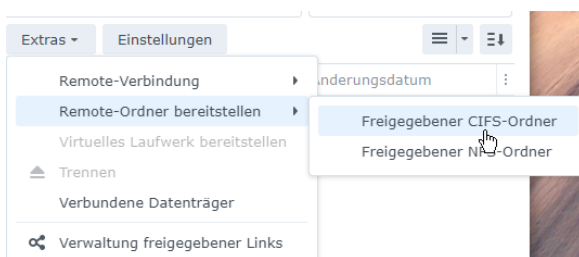 Extras Einstellungen
Änderungsdatum
Remote-Verbindung
Remote-Ordner bereitstellen
Freigegebener CIFS-Ordner
Virtuelles Laufwerk bereitstellen
Freigegebener NFS-Ordner
Trennen
Verbundene Datenträger
Verwaltung freigegebener Links